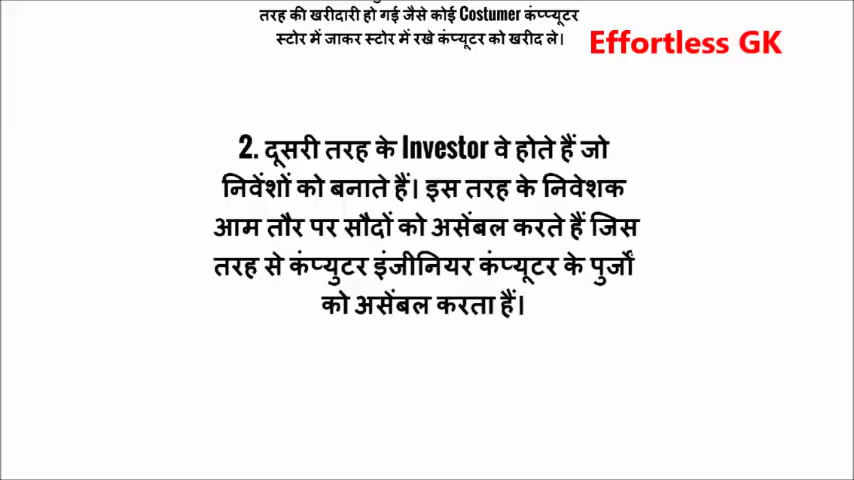 तरह की खरीदारी हो गई जैसे कोई Costumer कंप्प्यूटर
स्टोर में जाकर स्टोर में रखे कंप्यूटर को खरीद ले।
Effortless GK
2. दूसरी तरह के Investor वे होते हैं जो
निवेंशों को बनाते हैं। इस तरह के निवेशक
आम तौर पर सौदों को असेंबल करते हैं जिस
तरह से कंप्युटर इंजीनियर कंप्यूटर के पुर्जों
को असेंबल करता हैं।